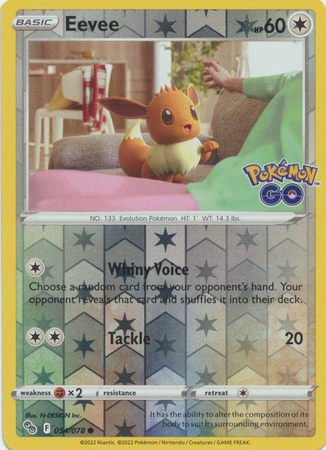 BASIC
Eevee
HP 60
Pokémon
GO
NO. 133 Evolution Pokémon HT: 1' WT: 14.3 lbs.
Whiny Voice
Choose a random card from your opponent's hand. Your
opponent reveals that card and shuffles it into their deck.
Tackle 20
weakness ×2 resistance retreat
Illus. N-DESIGN Inc.
F 054/078
It has the ability to alter the composition of its
body to suit its surrounding environment.
©2022 Niantic. ©2022 Pokémon / Nintendo / Creatures / GAME FREAK.